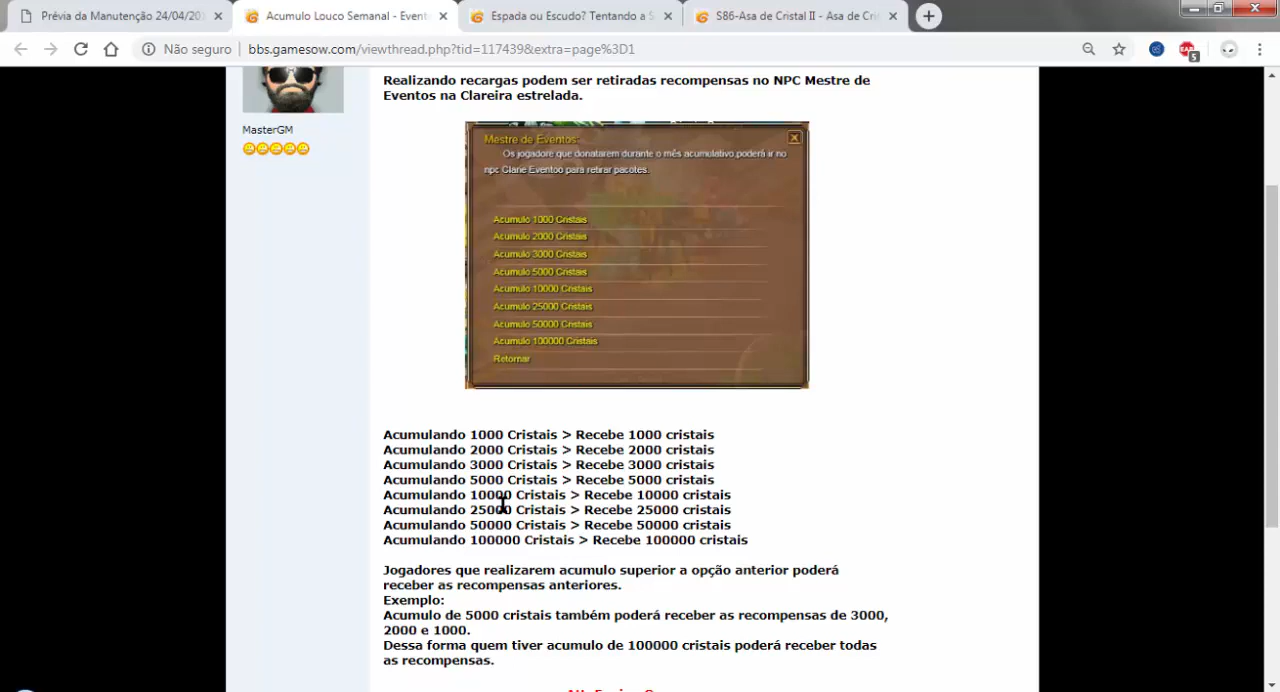 Prévia da Manutenção 24/04/20
Acumulo Louco Semanal - Event
Espada ou Escudo? Tentando a S
S86-Asa de Cristal II - Asa de Cri
Não seguro
bbs.gamesow.com/viewthread.php?tid=117439&extra=page%3D1
5
MasterGM
Realizando recargas podem ser retiradas recompensas no NPC Mestre de
Eventos na Clareira estrelada.
Mestre de Eventos:
Os jogadore que donatarem durante o mês acumulativo poderá ir no
npc Clarie Eventoo para retirar pacotes.
Acumulo 1000 Cristais
Acumulo 2000 Cristais
Acumulo 3000 Cristais
Acumulo 5000 Cristais
Acumulo 10000 Cristais
Acumulo 25000 Cristais
Acumulo 50000 Cristais
Acumulo 100000 Cristais
Retornar
Acumulando 1000 Cristais > Recebe 1000 cristais
Acumulando 2000 Cristais > Recebe 2000 cristais
Acumulando 3000 Cristais > Recebe 3000 cristais
Acumulando 5000 Cristais > Recebe 5000 cristais
Acumulando 10000 Cristais > Recebe 10000 cristais
Acumulando 25000 Cristais > Recebe 25000 cristais
Acumulando 50000 Cristais > Recebe 50000 cristais
Acumulando 100000 Cristais > Recebe 100000 cristais
Jogadores que realizarem acumulo superior a opção anterior poderá
receber as recompensas anteriores.
Exemplo:
Acumulo de 5000 cristais também poderá receber as recompensas de 3000,
2000 e 1000.
Dessa forma quem tiver acumulo de 100000 cristais poderá receber todas
as recompensas.